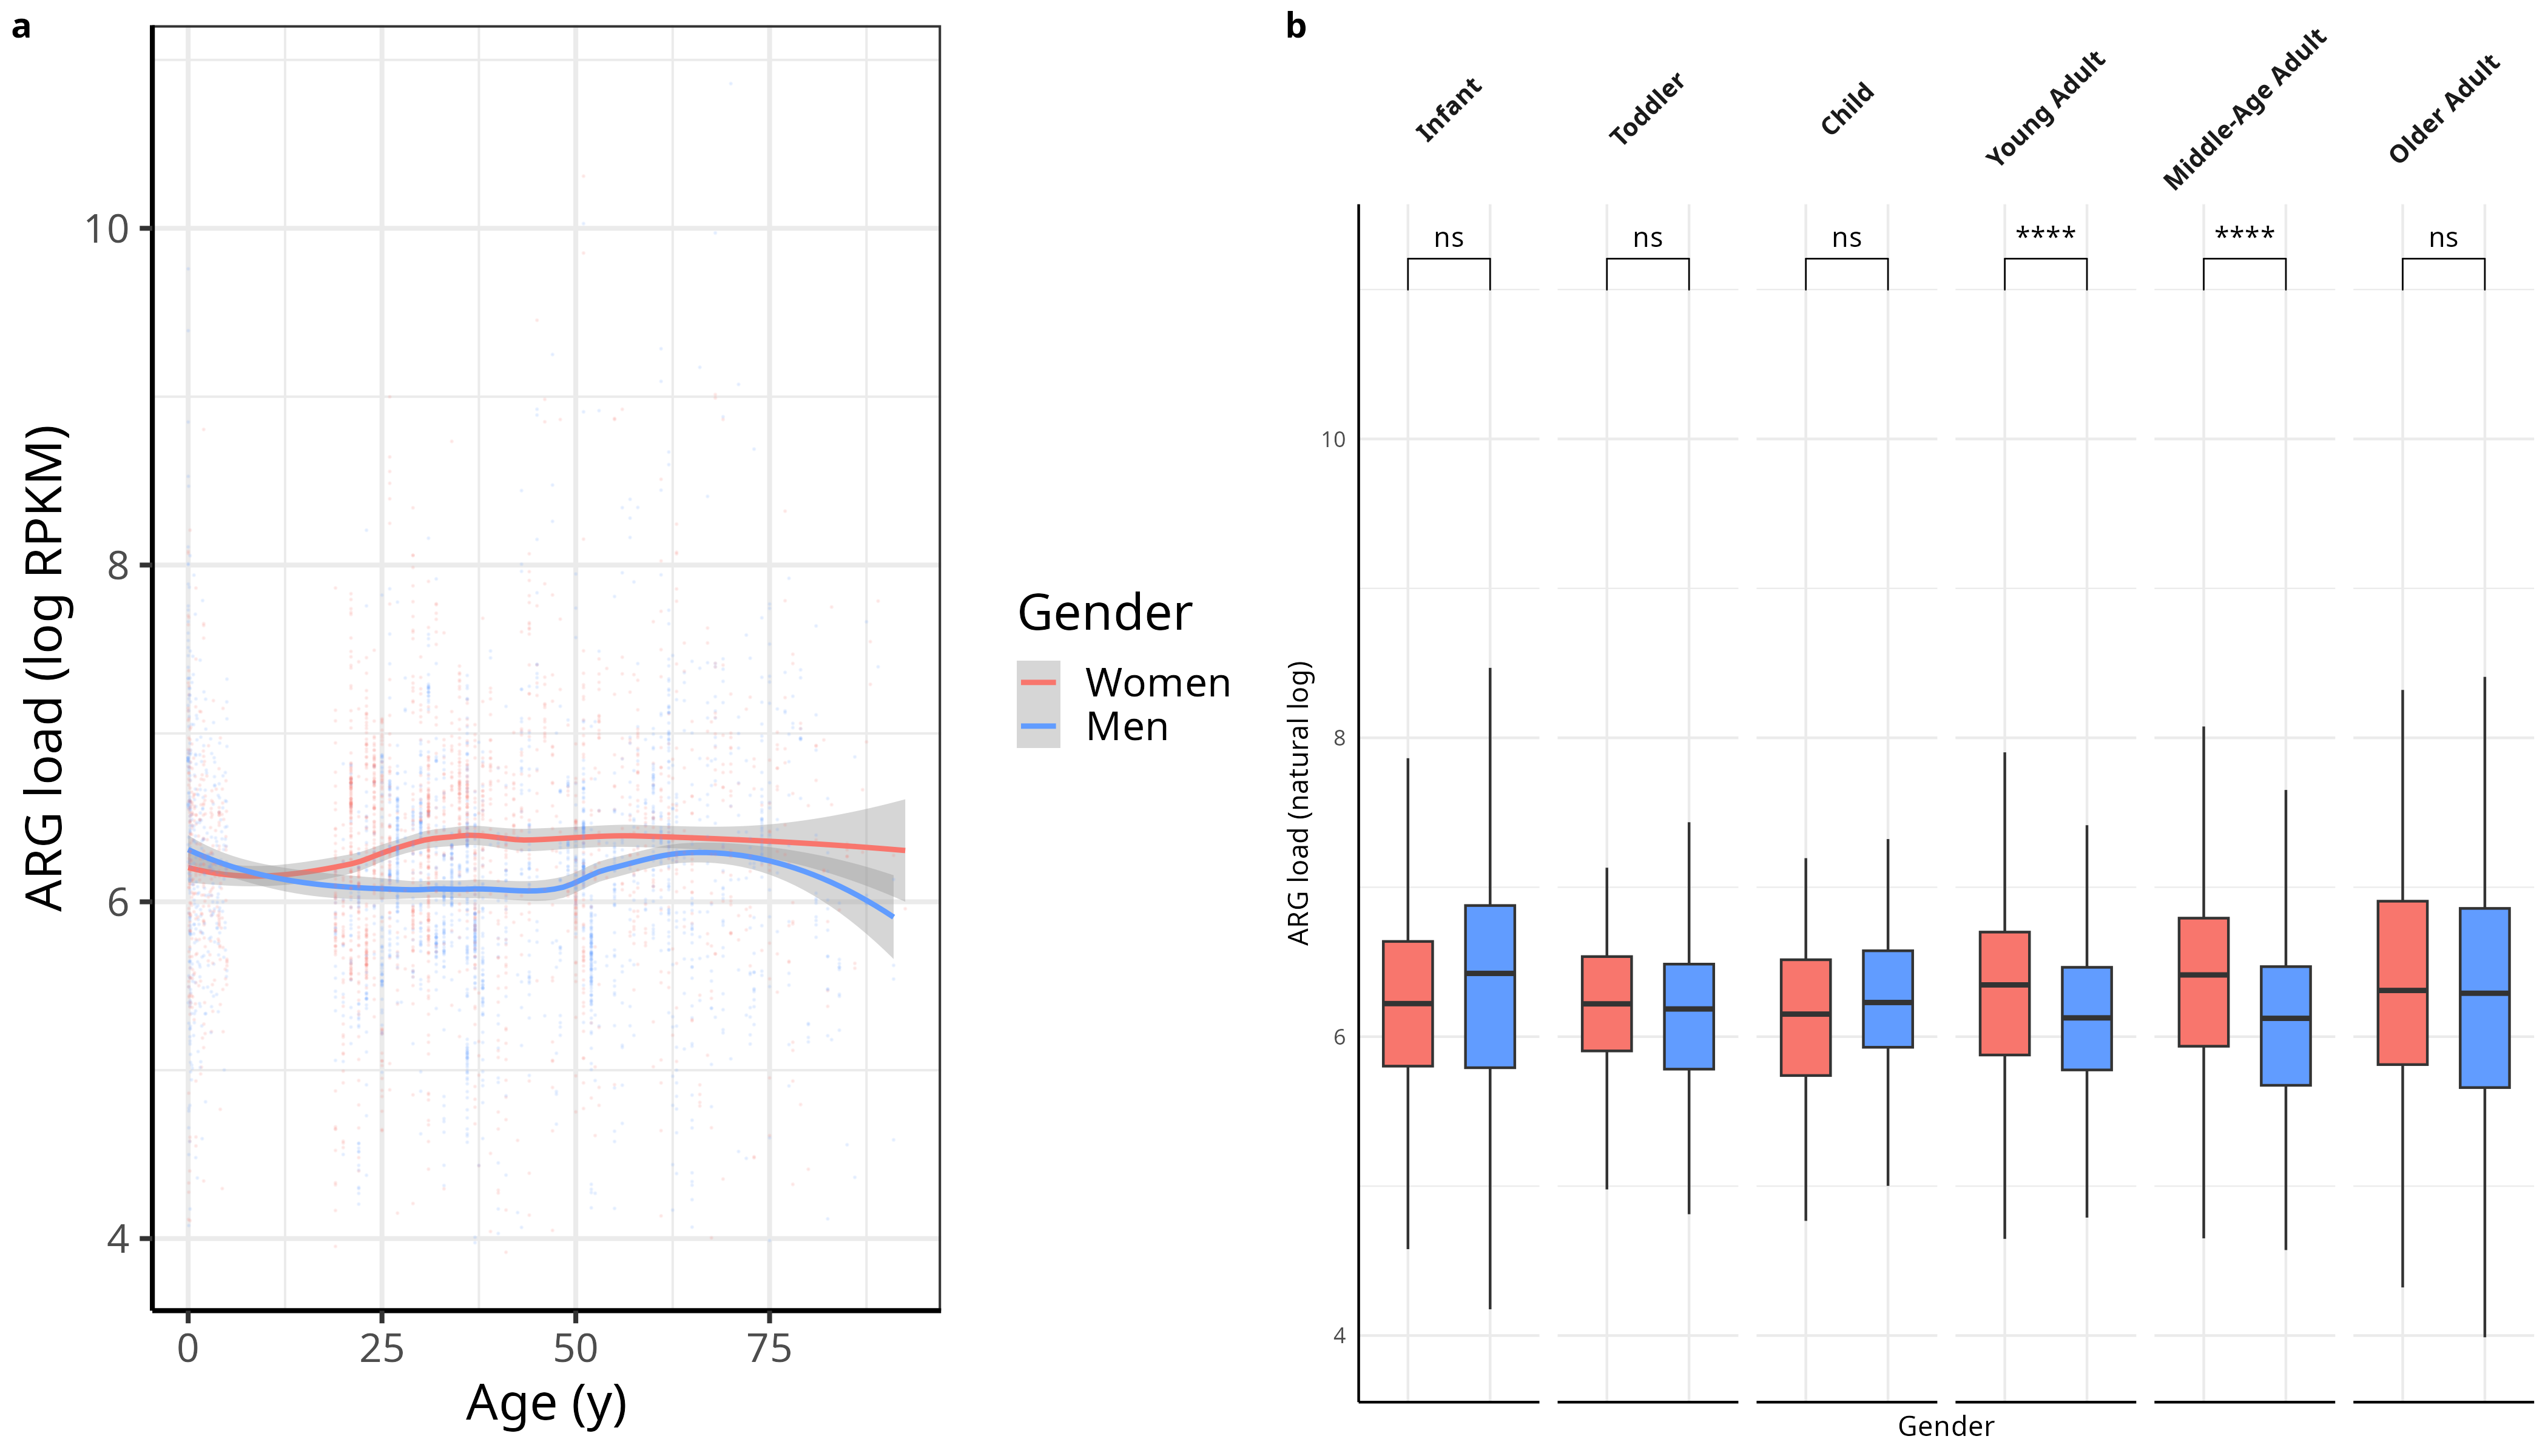 a
ARG load (log RPKM)
10
8
6
4
0 25 50 75
Age (y)
Gender
Women
Men
b
Infant Toddler Child Young Adult Middle-Age Adult Older Adult
ns ns ns **** **** ns
ARG load (natural log)
10
8
6
4
Gender